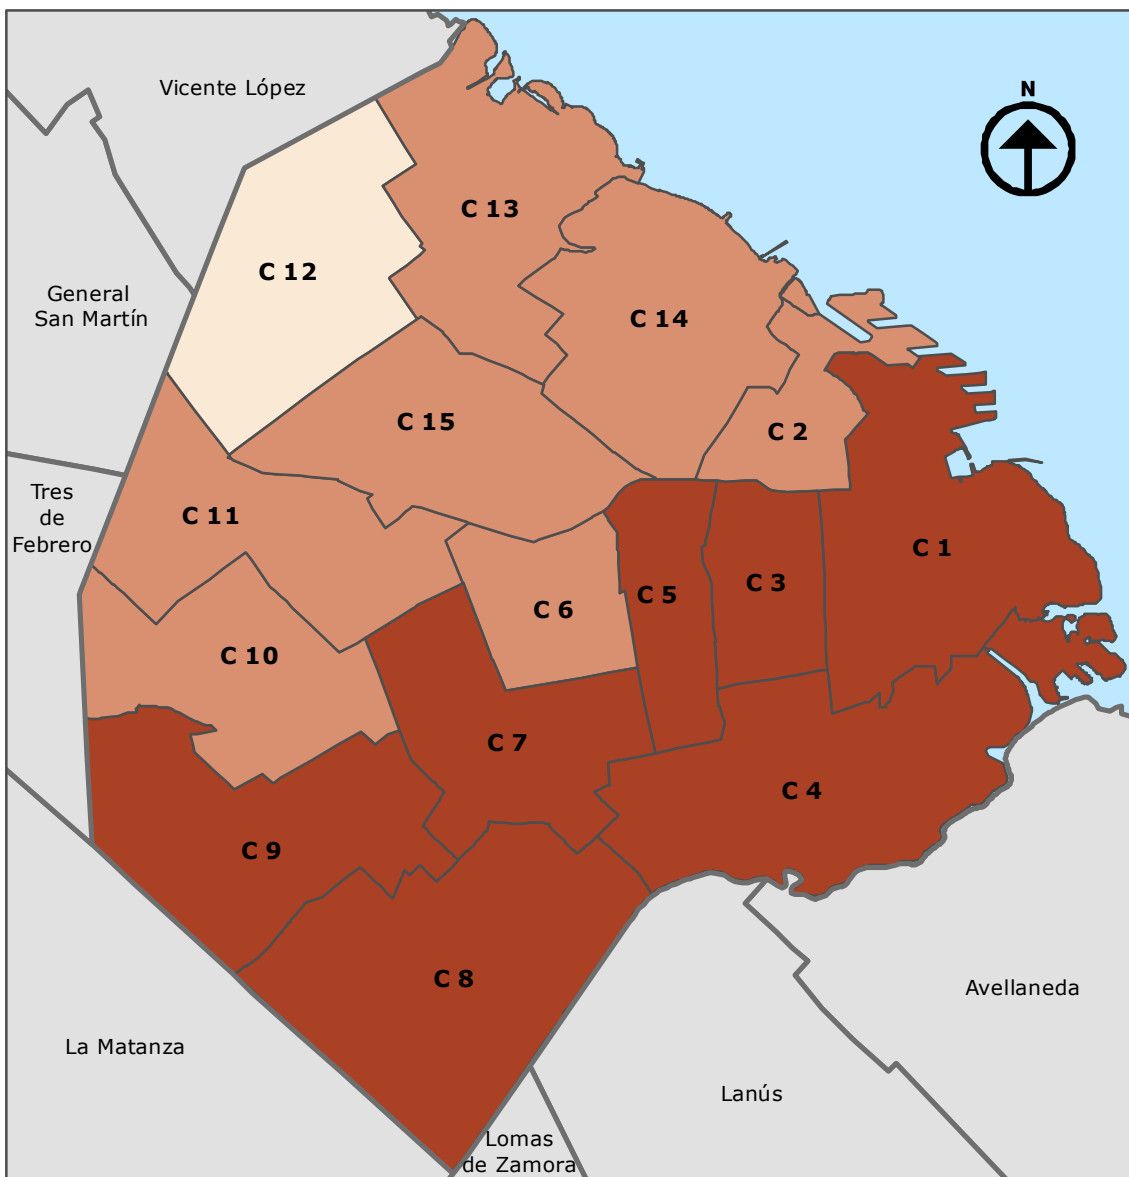 Vicente López
N
C 13
C 12
General
San Martín
C 14
C 15
C 2
Tres
de
Febrero
C 11
C 1
C 3
C 5
C 6
C 10
C 7
C 4
C 9
C 8
Avellaneda
La Matanza
Lanús
Lomas
de Zamora